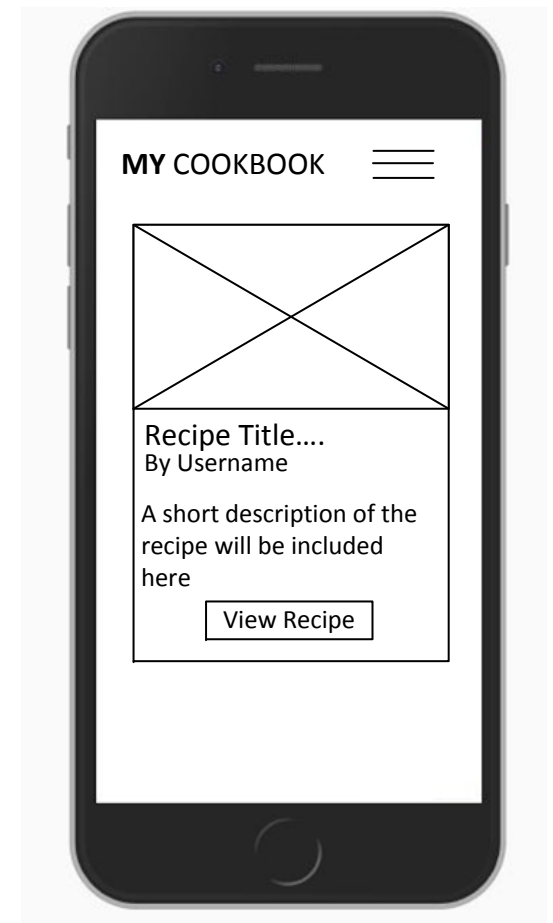 MY COOKBOOK
Recipe Title....
By Username
A short description of the
recipe will be included
here
View Recipe